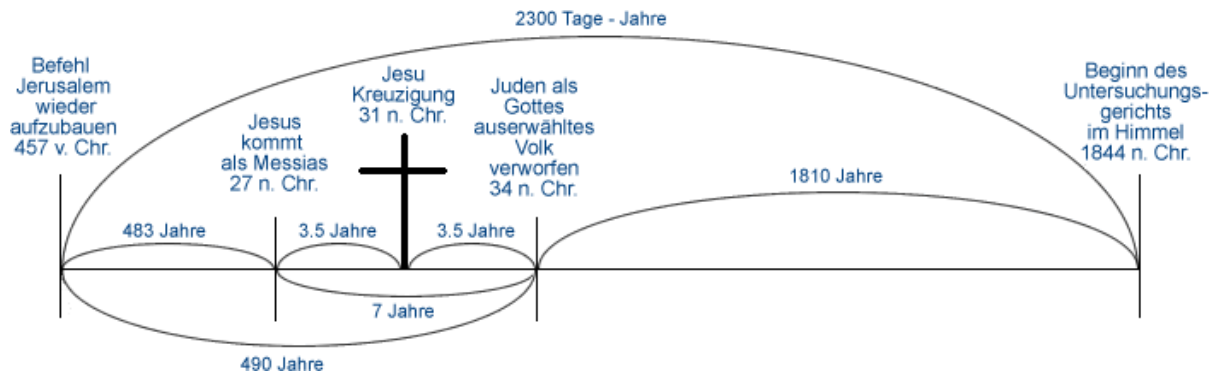 2300 Tage - Jahre
Befehl
Jerusalem
wieder
aufzubauen
457 v. Chr.
Jesus
kommt
als Messias
27 n. Chr.
Jesu
Kreuzigung
31 n. Chr.
Juden als
Gottes
auserwähltes
Volk
verworfen
34 n. Chr.
Beginn des
Untersuchungs-
gerichts
im Himmel
1844 n. Chr.
483 Jahre
3.5 Jahre
3.5 Jahre
1810 Jahre
7 Jahre
490 Jahre